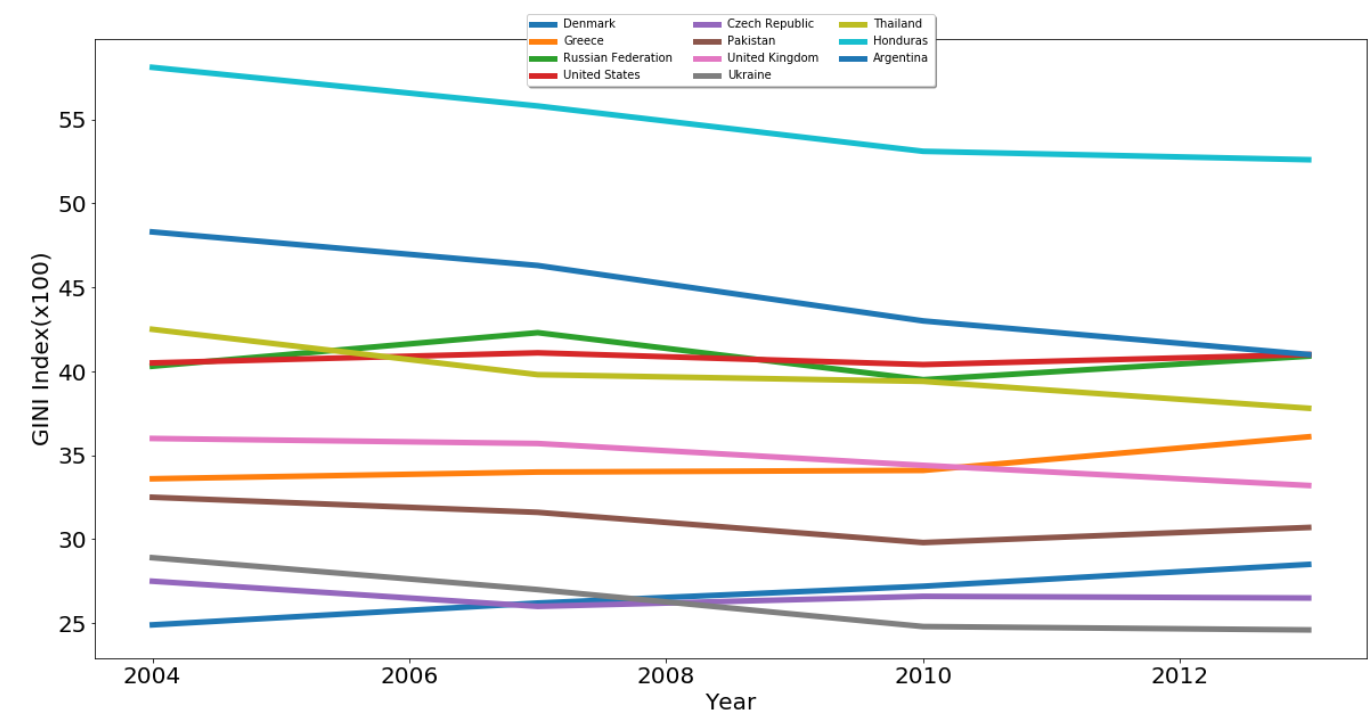 Denmark Czech Republic Thailand
Greece Pakistan Honduras
Russian Federation United Kingdom Argentina
United States Ukraine
55
50
45
40
35
30
25
GINI Index(x100)
2004 2006 2008 2010 2012
Year